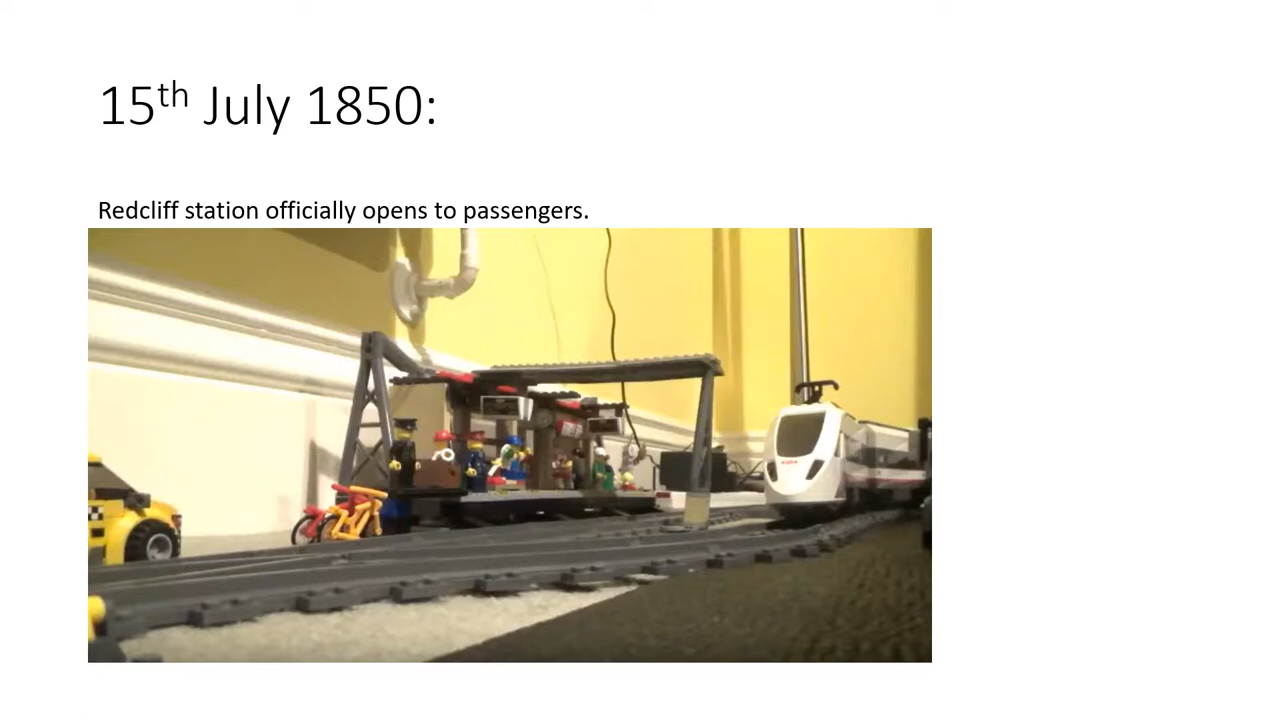 15th July 1850:
Redcliff station officially opens to passengers.